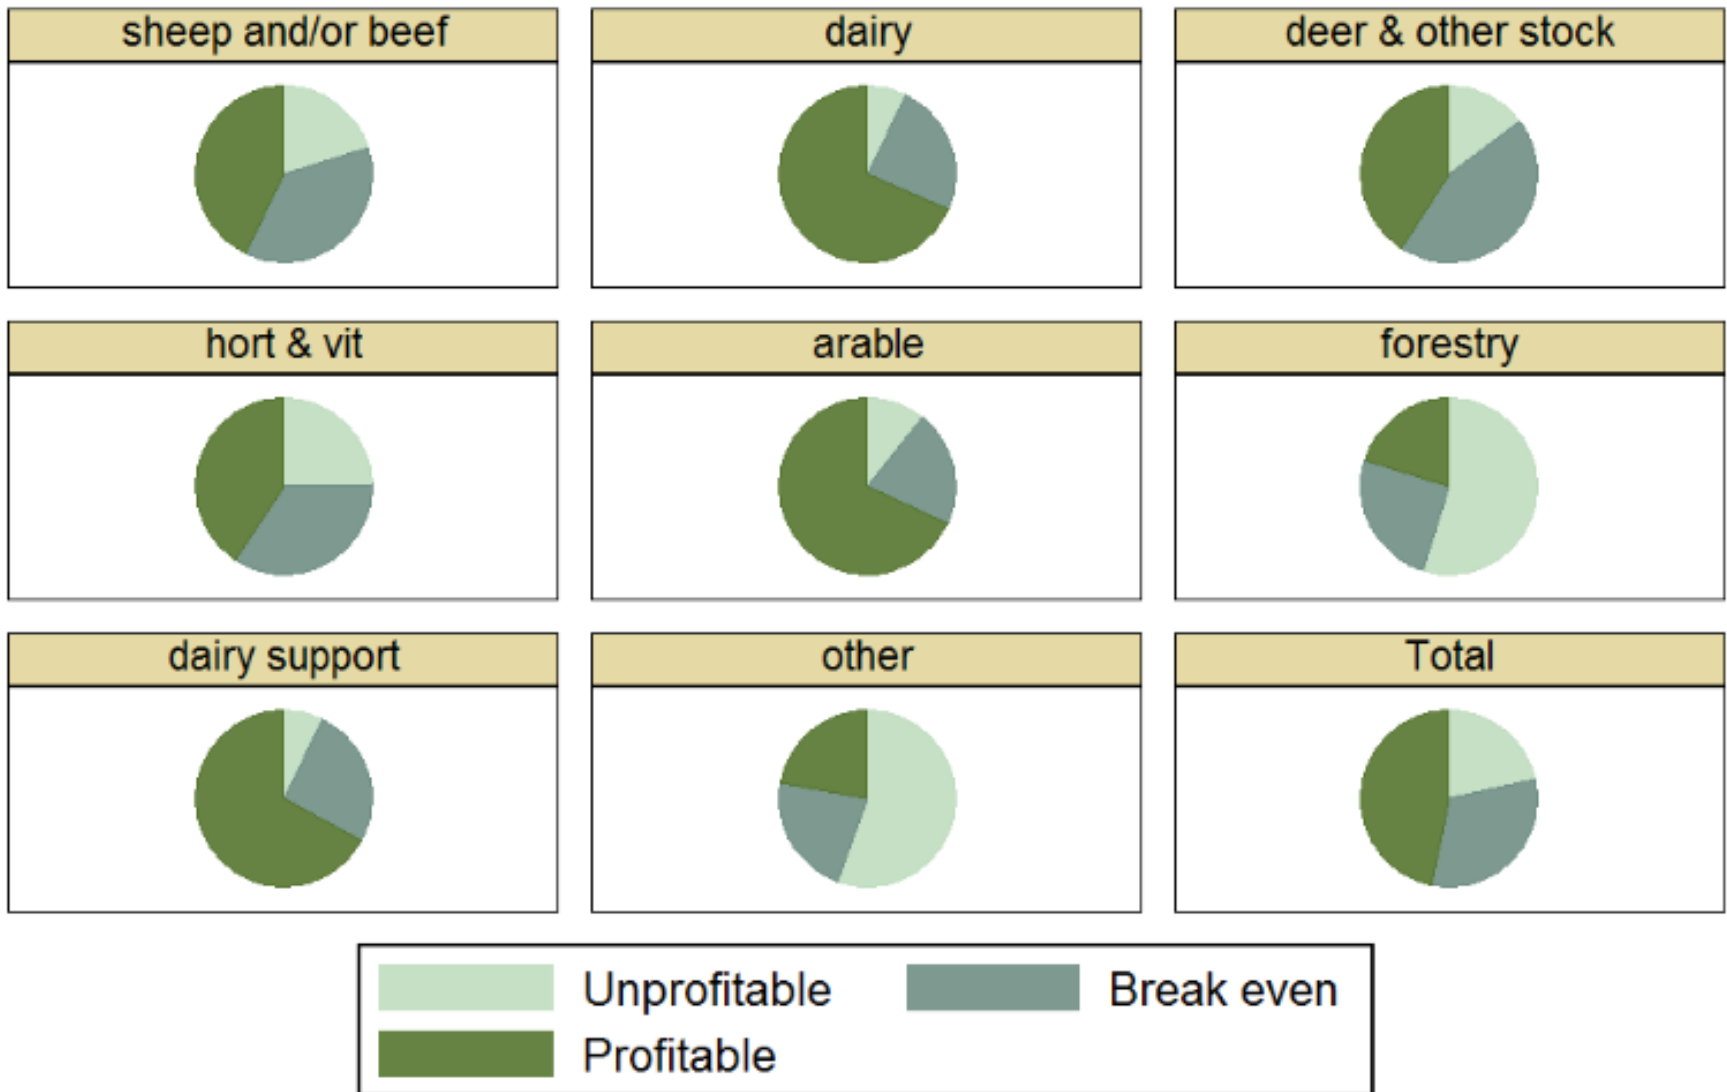 sheep and/or beef
dairy
deer & other stock
hort & vit
arable
forestry
dairy support
other
Total
Unprofitable
Break even
Profitable